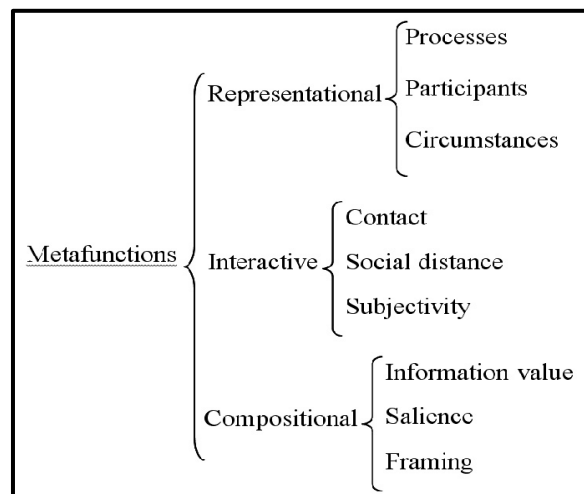 Metafunctions
Representational
Processes
Participants
Circumstances
Interactive
Contact
Social distance
Subjectivity
Compositional
Information value
Salience
Framing